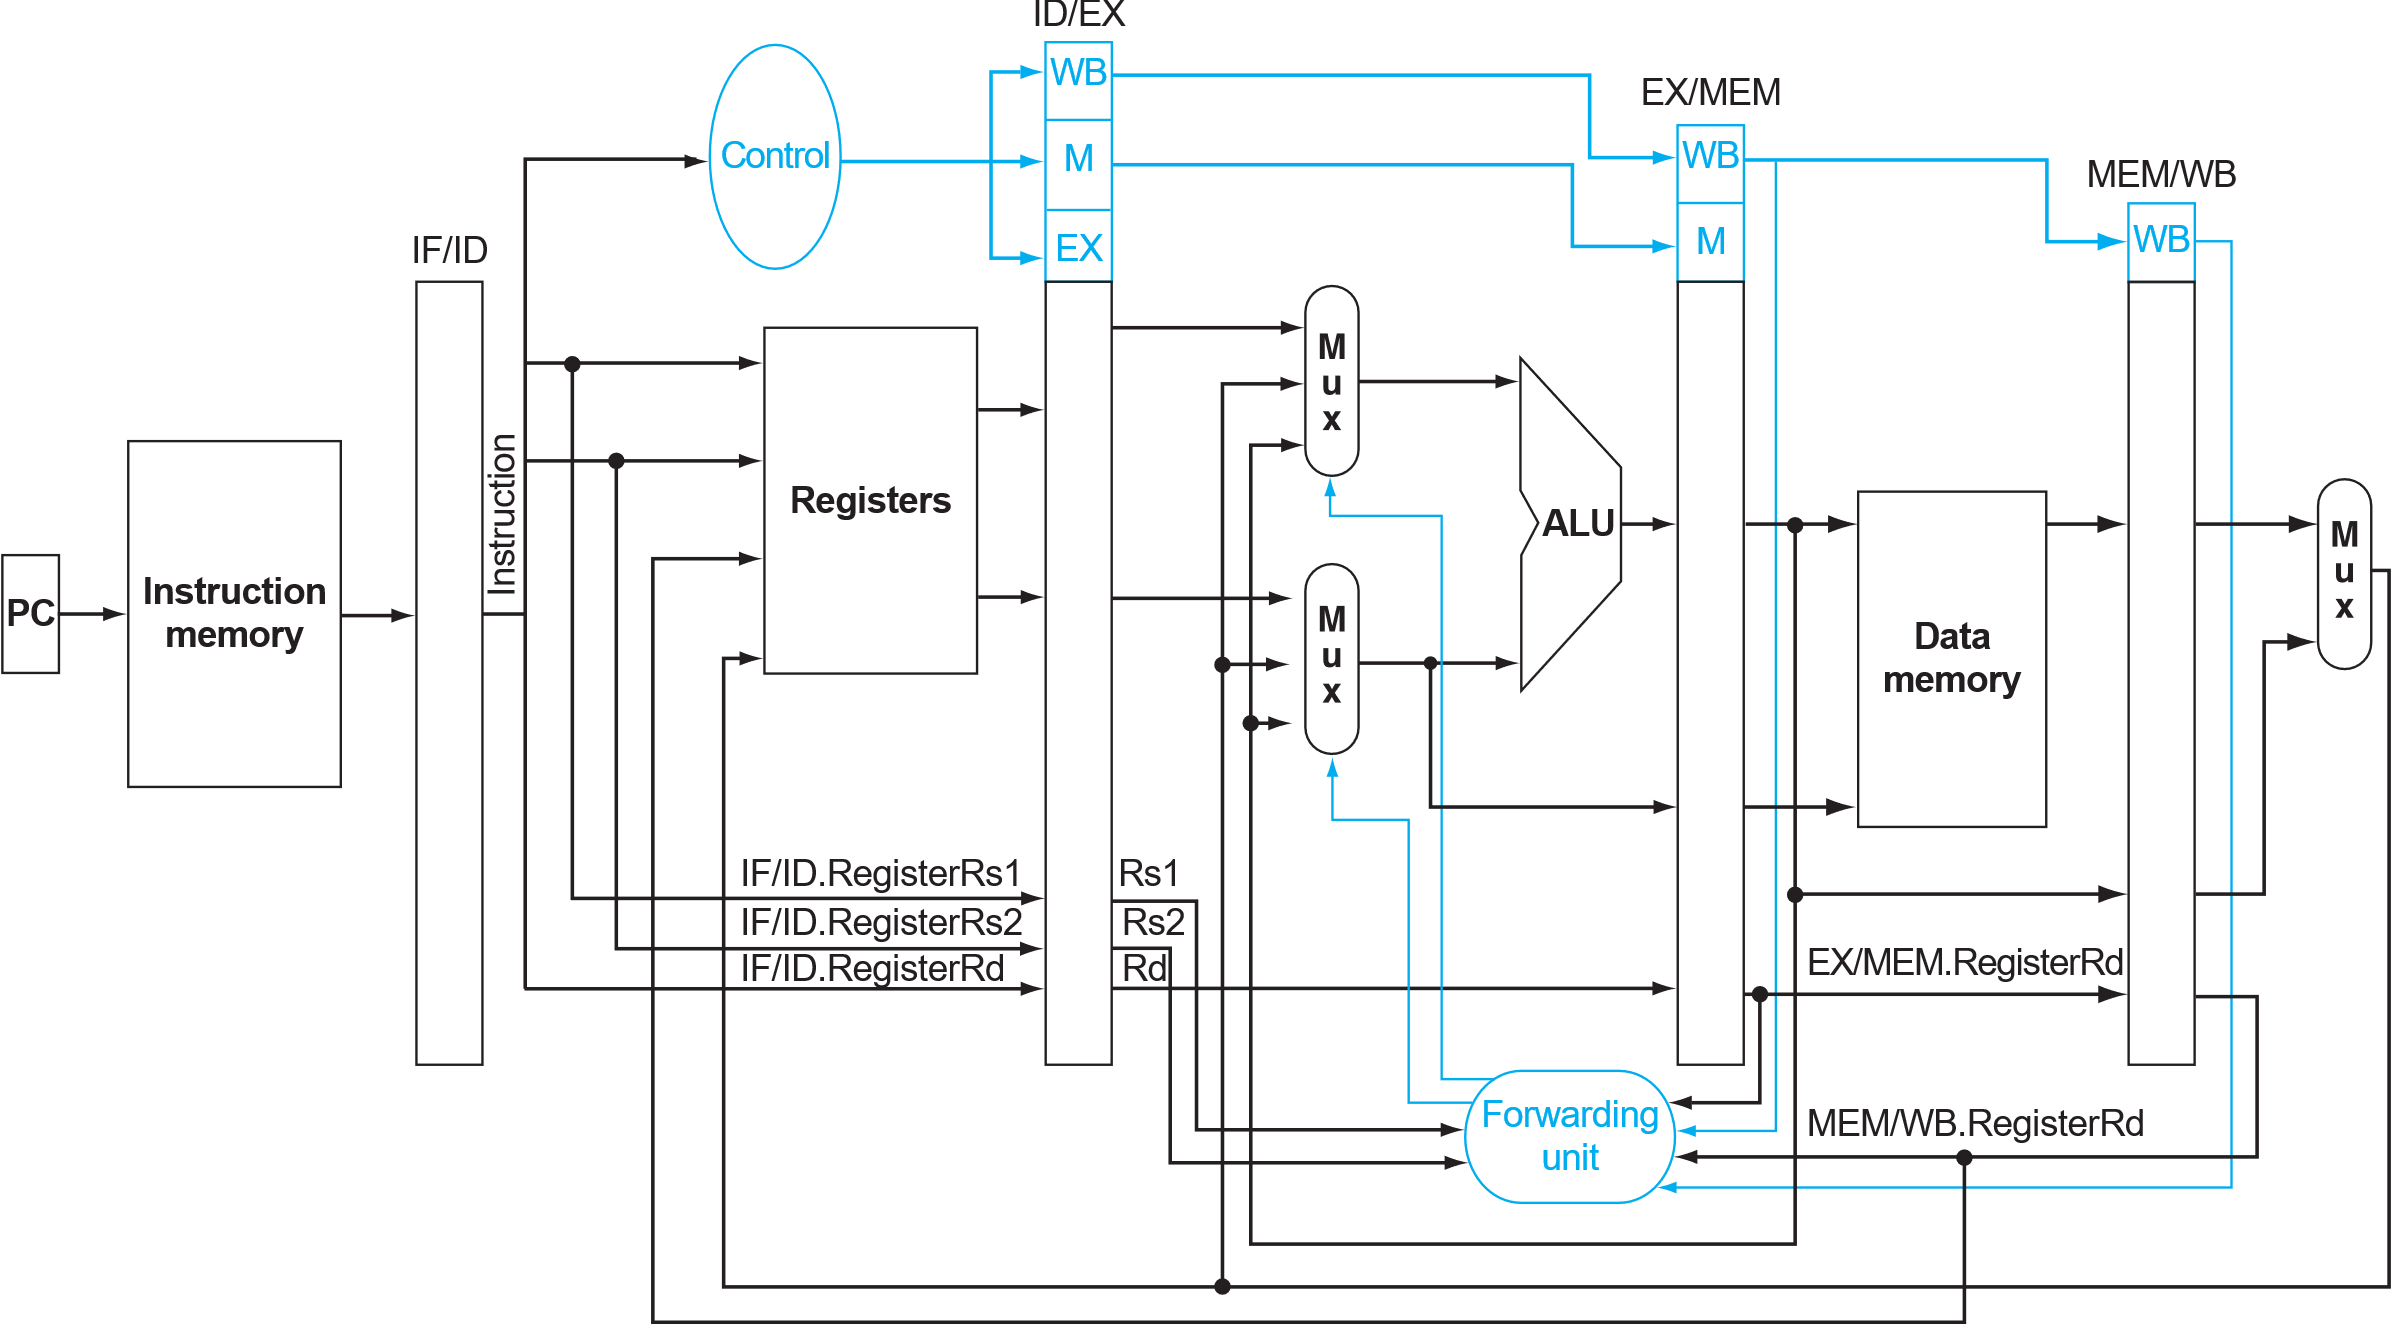 ID/EX
WB
Control
M
EX
EX/MEM
WB
M
MEM/WB
WB
IF/ID
Instruction
PC
Instruction
memory
Registers
M
u
x
M
u
x
ALU
Data
memory
M
u
x
IF/ID.RegisterRs1
IF/ID.RegisterRs2
IF/ID.RegisterRd
Rs1
Rs2
Rd
EX/MEM.RegisterRd
Forwarding
unit
MEM/WB.RegisterRd